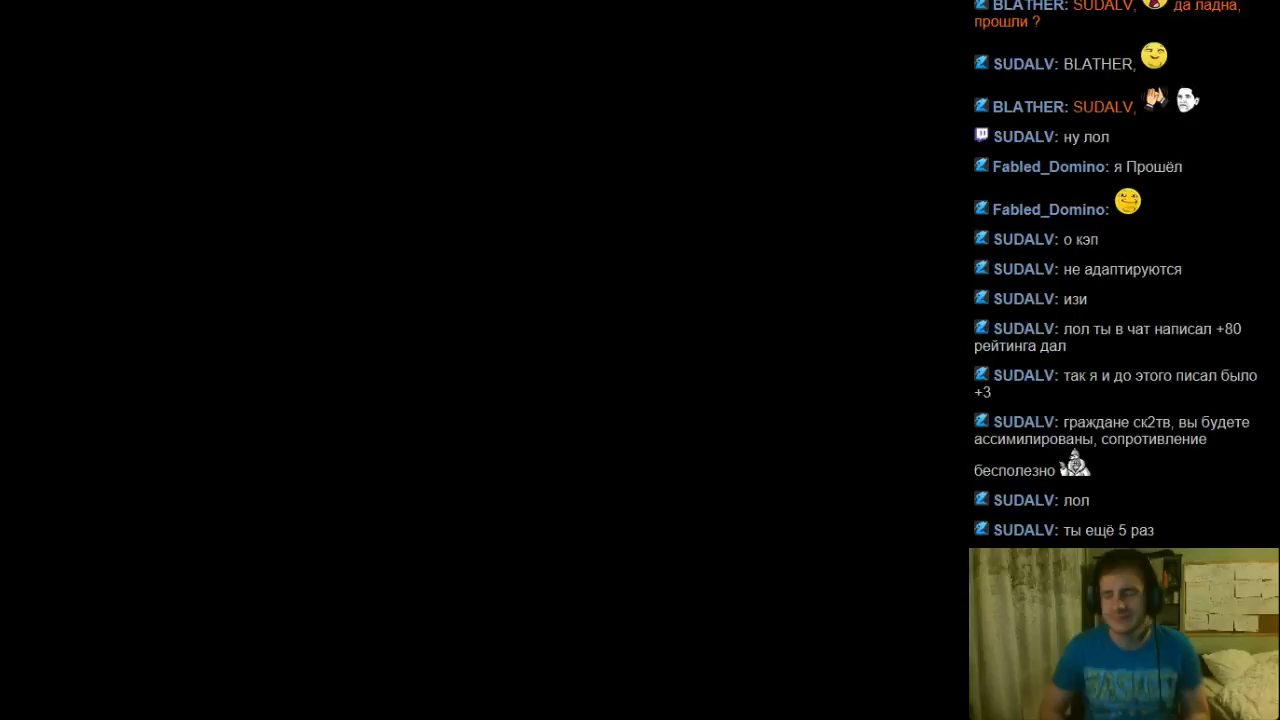 BLATHER: SUDALV, да ладна,
прошли ?
SUDALV: BLATHER,
BLATHER: SUDALV,
SUDALV: ну лол
Fabled_Domino: я Прошёл
Fabled_Domino:
SUDALV: о кэп
SUDALV: не адаптируются
SUDALV: изи
SUDALV: лол ты в чат написал +80
рейтинга дал
SUDALV: так я и до этого писал было
+3
SUDALV: граждане ск2тв, вы будете
ассимилированы, сопротивление
бесполезно
SUDALV: лол
SUDALV: ты ещё 5 раз